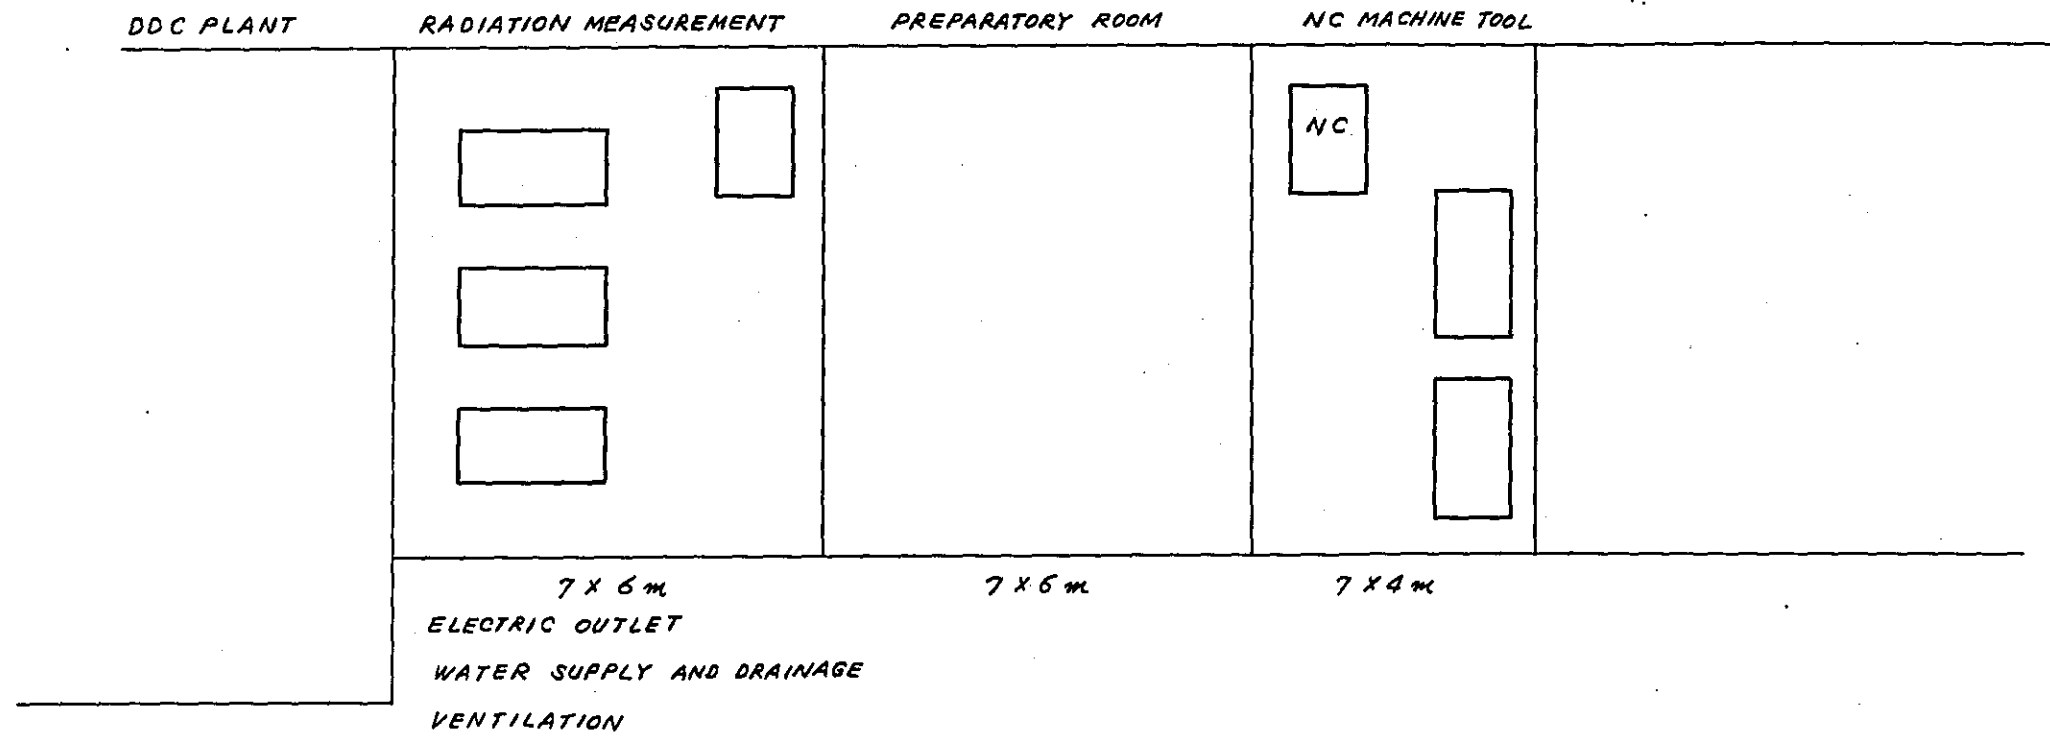 DDC PLANT RADIATION MEASUREMENT PREPARATORY ROOM NC MACHINE TOOL
NC
7 X 6 m 7 X 6 m 7 X 4 m
ELECTRIC OUTLET
WATER SUPPLY AND DRAINAGE
VENTILATION